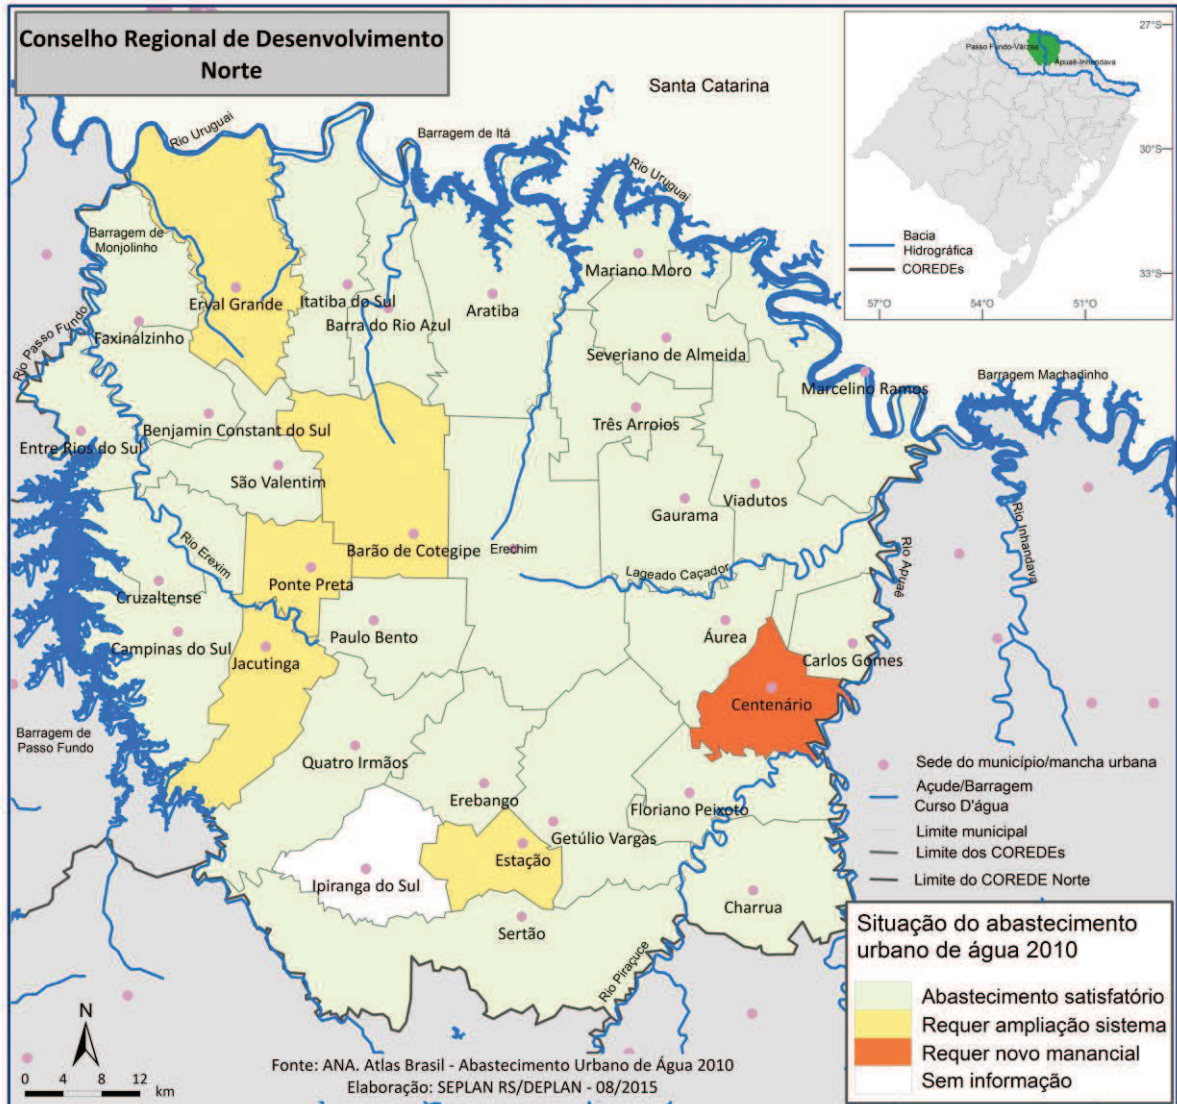 Conselho Regional de Desenvolvimento
Norte
Santa Catarina
27°S
Passo Fundo-Várzea
Apuaê-Inhandava
30°S
33°S
57°O
54°O
51°O
Bacia
Hidrográfica
COREDEs
Rio Uruguai
Barragem de Itá
Rio Uruguai
Barragem de
Monjolinho
Mariano Moro
Erval Grande
Itatiba do Sul
Aratiba
Barra do Rio Azul
Rio Passo Fundo
Faxinalzinho
Severiano de Almeida
Marcelino Ramos
Barragem Machadinho
Benjamin Constant do Sul
Três Arroios
Entre Rios do Sul
São Valentim
Viadutos
Gaurama
Rio Erexim
Barão de Cotegipe
Erechim
Rio Apuaê
Rio Inhandava
Lageado Caçador
Ponte Preta
Cruzaltense
Paulo Bento
Áurea
Campinas do Sul
Jacutinga
Carlos Gomes
Centenário
Barragem de
Passo Fundo
Quatro Irmãos
Erebango
Floriano Peixoto
Getúlio Vargas
Estação
Ipiranga do Sul
Charrua
Sertão
Rio Piraçuce
Sede do município/mancha urbana
Açude/Barragem
Curso D'água
Limite municipal
Limite dos COREDEs
Limite do COREDE Norte
Situação do abastecimento
urbano de água 2010
Abastecimento satisfatório
Requer ampliação sistema
Requer novo manancial
Sem informação
N
0 4 8 12
km
Fonte: ANA. Atlas Brasil - Abastecimento Urbano de Água 2010
Elaboração: SEPLAN RS/DEPLAN - 08/2015